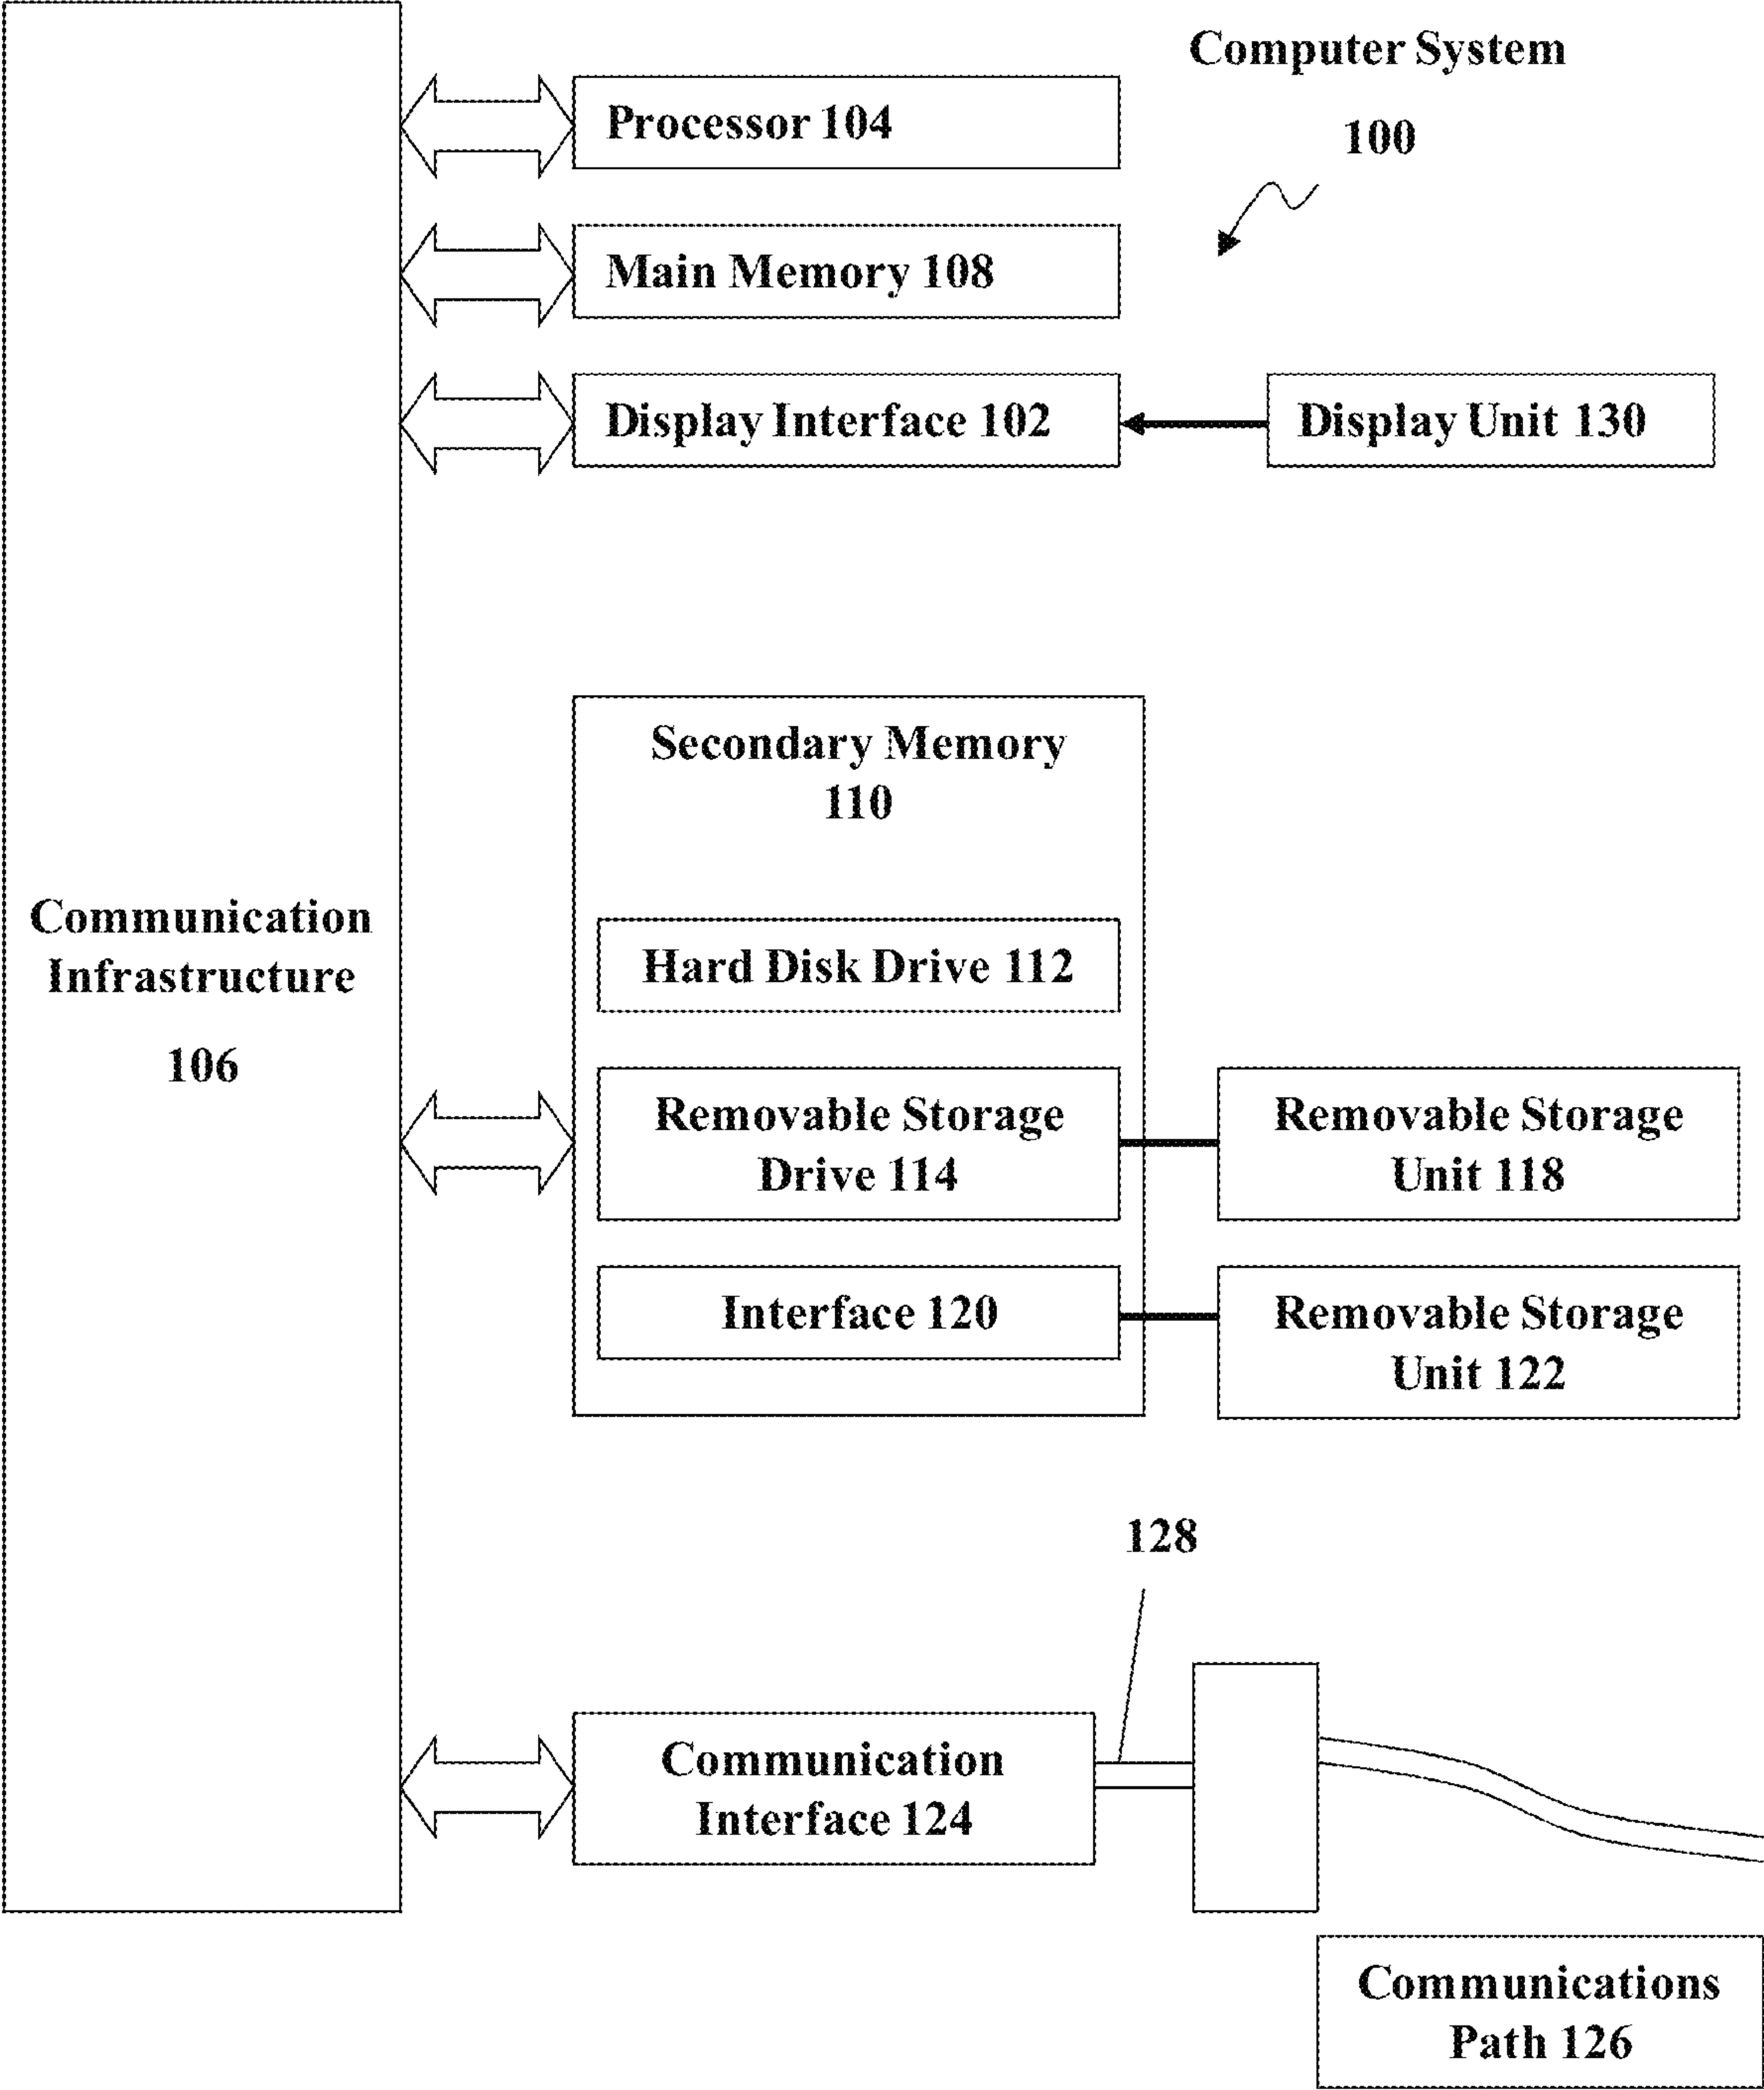 Computer System
100
Processor 104
Main Memory 108
Display Interface 102
Display Unit 130
Secondary Memory
110
Communication
Infrastructure
106
Hard Disk Drive 112
Removable Storage
Drive 114
Removable Storage
Unit 118
Interface 120
Removable Storage
Unit 122
128
Communication
Interface 124
Communications
Path 126